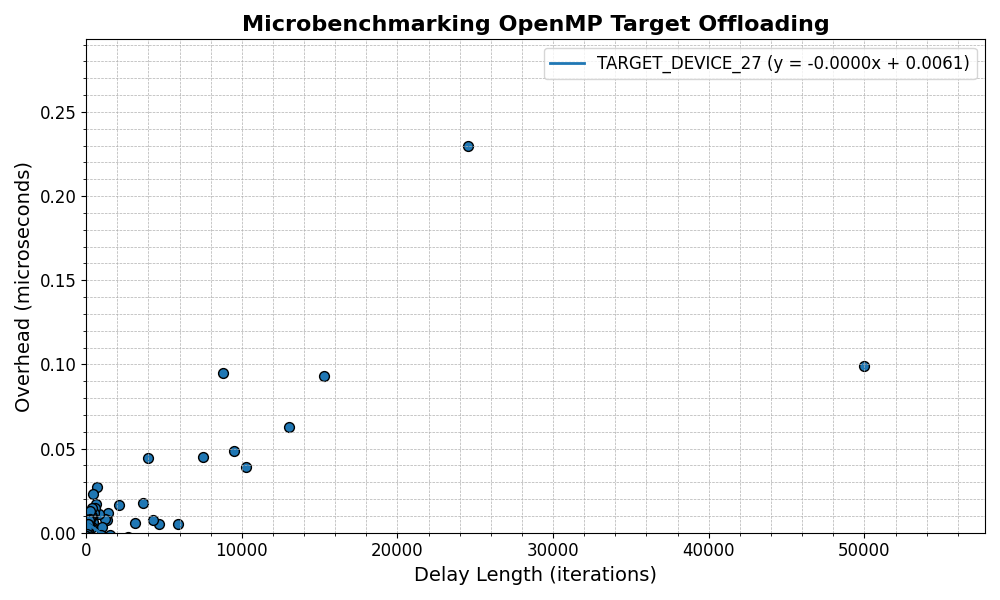 Microbenchmarking OpenMP Target Offloading
TARGET_DEVICE_27 (y = -0.0000x + 0.0061)
Overhead (microseconds)
0.25
0.20
0.15
0.10
0.05
0.00
0 10000 20000 30000 40000 50000
Delay Length (iterations)